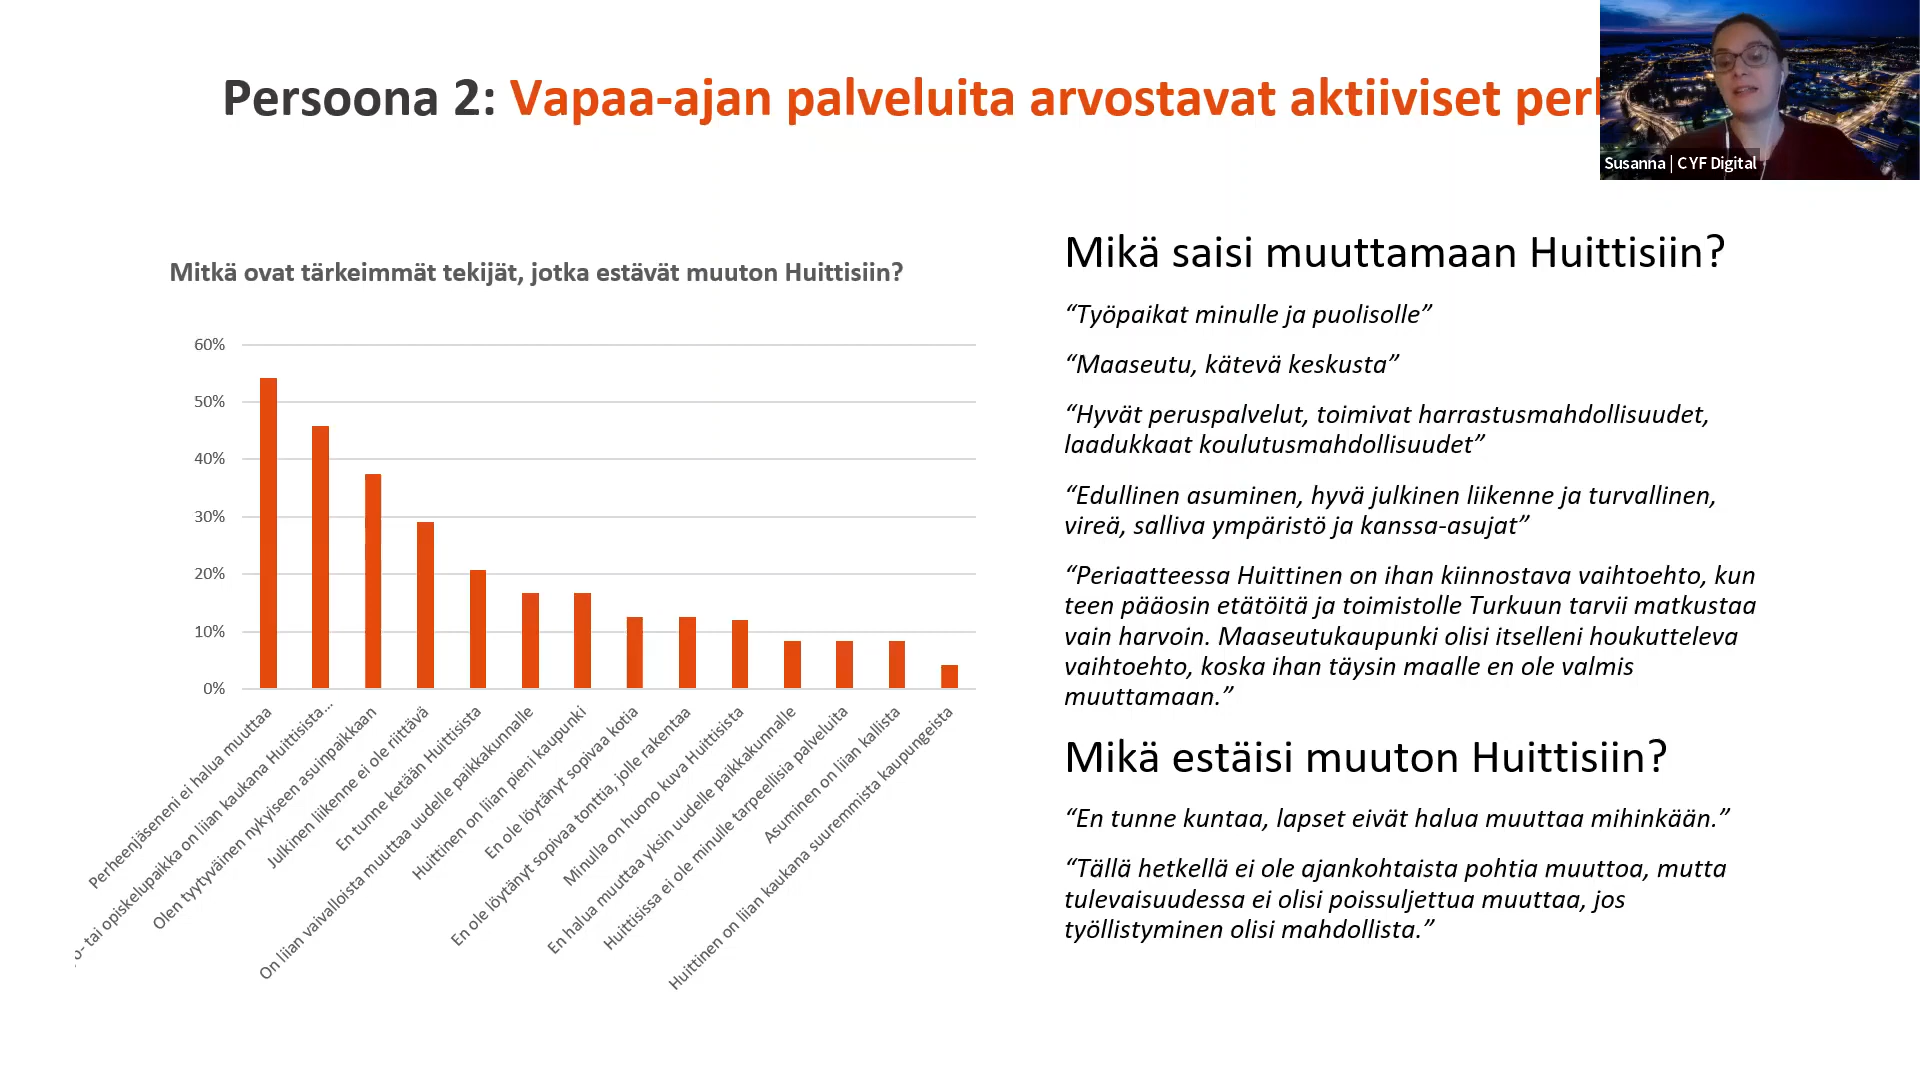 Persoona 2: Vapaa-ajan palveluita arvostavat aktiiviset
Susanna | CYF Digital
Mitkä ovat tärkeimmät tekijät, jotka estävät muuton Huittisiin?
60%
50%
40%
30%
20%
10%
0%
Perheenjäseneni ei halua muuttaa
tai opiskelupaikka on liian kaukana Huittisista...
Olen tyytyväinen nykyiseen asuinpaikkaan
Julkinen liikenne ei ole riittävä
En tunne ketään Huittisista
On liian vaivalloista muuttaa uudelle paikkakunnalle
Huittinen on liian pieni kaupunki
En ole löytänyt sopivaa kotia
En ole löytänyt sopivaa tonttia, jolle rakentaa
Minulla on huono kuva Huittisista
En halua muuttaa yksin uudelle paikkakunnalle
Huittisissa ei ole minulle tarpeellisia palveluita
Asuminen on liian kallista
Huittinen on liian kaukana suuremmista kaupungeista
Mikä saisi muuttamaan Huittisiin?
“Työpaikat minulle ja puolisolle”
“Maaseutu, kätevä keskusta”
“Hyvät peruspalvelut, toimivat harrastusmahdollisuudet,
laadukkaat koulutusmahdollisuudet”
“Edullinen asuminen, hyvä julkinen liikenne ja turvallinen,
vireä, salliva ympäristö ja kanssa-asujat”
“Periaatteessa Huittinen on ihan kiinnostava vaihtoehto, kun
teen pääosin etätöitä ja toimistolle Turkuun tarvii matkustaa
vain harvoin. Maaseutukaupunki olisi itselleni houkutteleva
vaihtoehto, koska ihan täysin maalle en ole valmis
muuttamaan.”
Mikä estäisi muuton Huittisiin?
“En tunne kuntaa, lapset eivät halua muuttaa mihinkään.”
“Tällä hetkellä ei ole ajankohtaista pohtia muuttoa, mutta
tulevaisuudessa ei olisi poissuljettua muuttaa, jos
työllistyminen olisi mahdollista.”